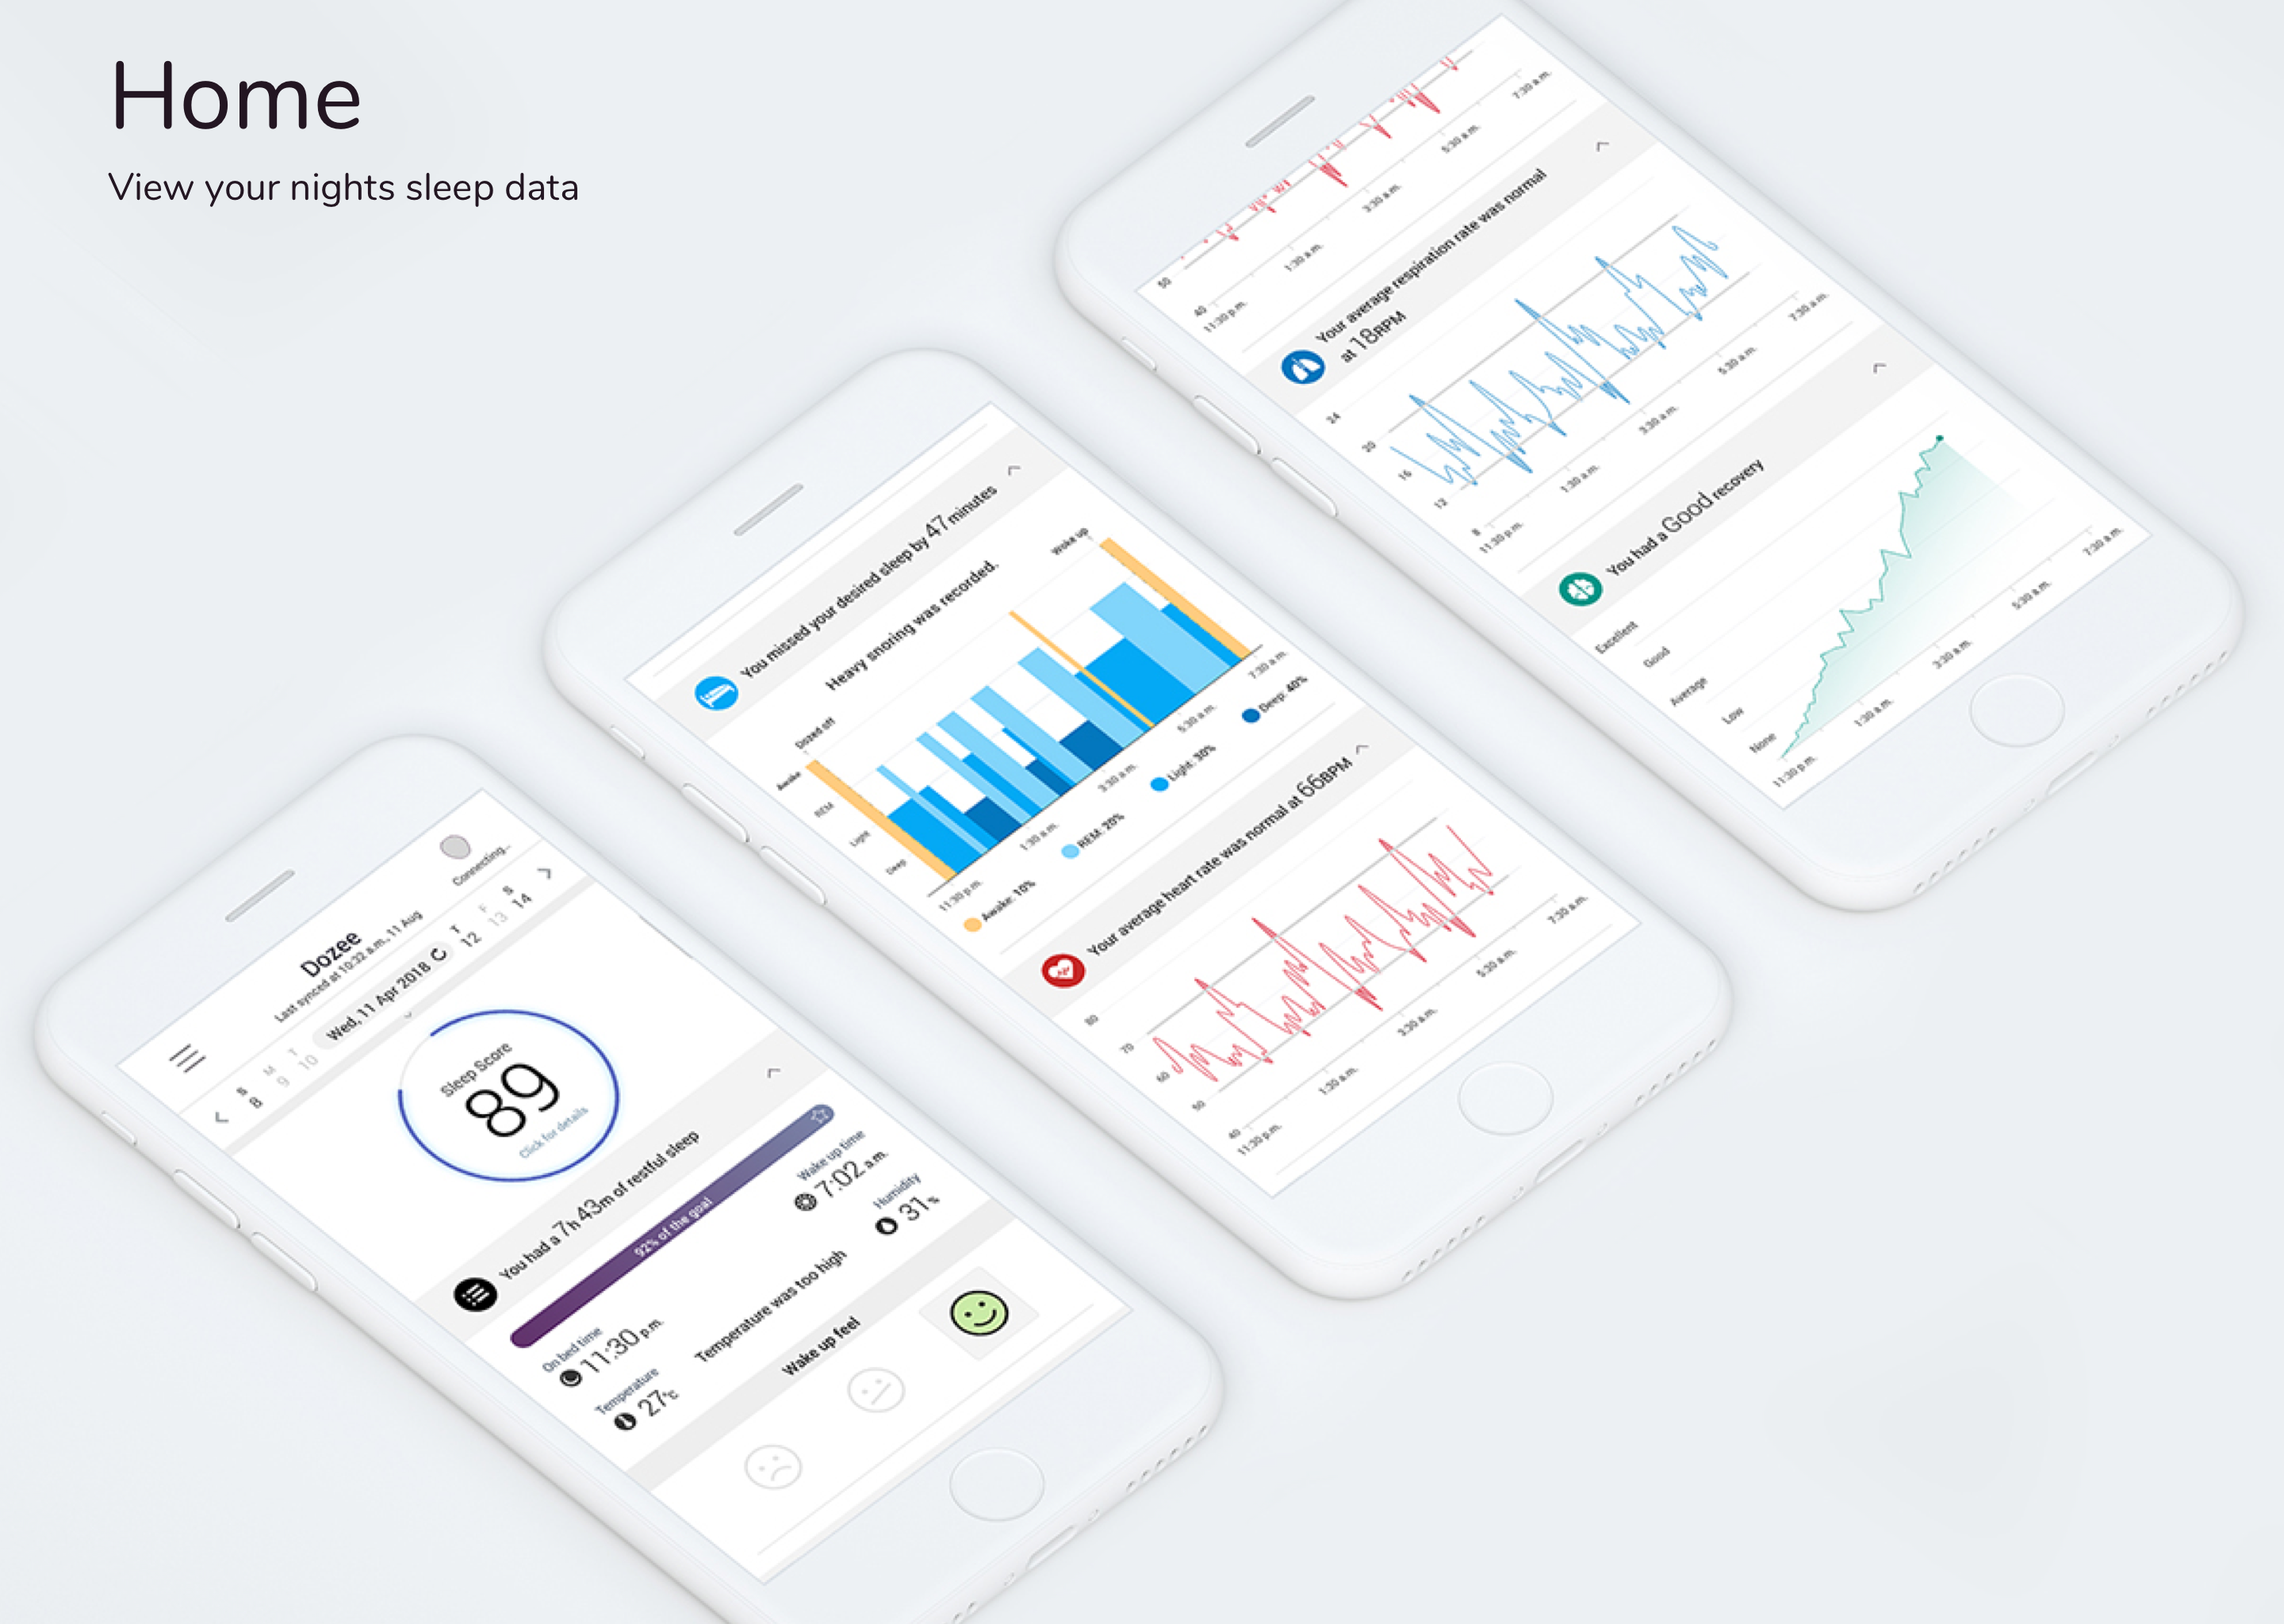 Home
View your nights sleep data
Dozee
Last synced at 10:32 a.m., 11 Aug
Connecting..
S M T Wed, 11 Apr 2018 T F S
8 9 10 12 13 14
Sleep Score
89
Click for details
You had a 7h 43m of restful sleep
92% of the goal
On bed time
11:30 p.m.
Wake up time
7:02 a.m.
Temperature
27°C
Humidity
31%
Temperature was too high
Wake up feel
You missed your desired sleep by 47 minutes
Heavy snoring was recorded.
Dozed off
Woke up
Awake
REM
Light
Deep
11:30 p.m. 1:30 a.m. 3:30 a.m. 5:30 a.m. 7:30 a.m.
Awake: 10% REM: 20% Light: 30% Deep: 40%
Your average heart rate was normal at 66BPM
80
70
60
50
40
11:30 p.m. 1:30 a.m. 3:30 a.m. 5:30 a.m. 7:30 a.m.
50
40
11:30 p.m. 1:30 a.m. 3:30 a.m. 5:30 a.m. 7:30 a.m.
Your average respiration rate was normal
at 18RPM
24
20
16
12
8
11:30 p.m. 1:30 a.m. 3:30 a.m. 5:30 a.m. 7:30 a.m.
You had a Good recovery
Excellent
Good
Average
Low
None
11:30 p.m. 1:30 a.m. 3:30 a.m. 5:30 a.m. 7:30 a.m.